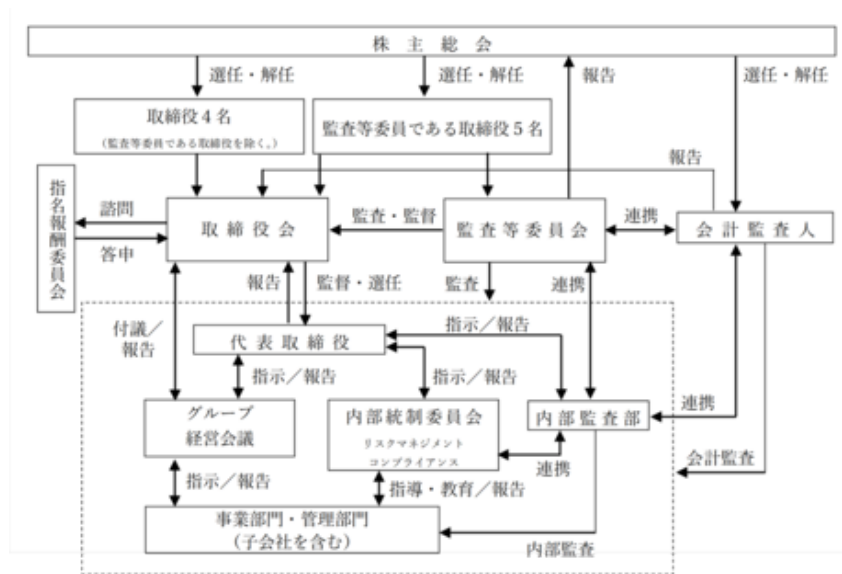 株主総会
選任・解任
選任・解任
報告
選任・解任
取締役4名
(監査等委員である取締役を除く。)
監査等委員である取締役5名
報告
指名報酬委員会
諮問
答申
取締役会
監査・監督
監査等委員会
連携
会計監査人
報告
監督・選任
監査
連携
付議/
報告
代表取締役
指示/報告
指示/報告
指示/報告
グループ
経営会議
内部統制委員会
リスクマネジメント
コンプライアンス
内部監査部
連携
連携
会計監査
指示/報告
指導・教育/報告
事業部門・管理部門
(子会社を含む)
内部監査